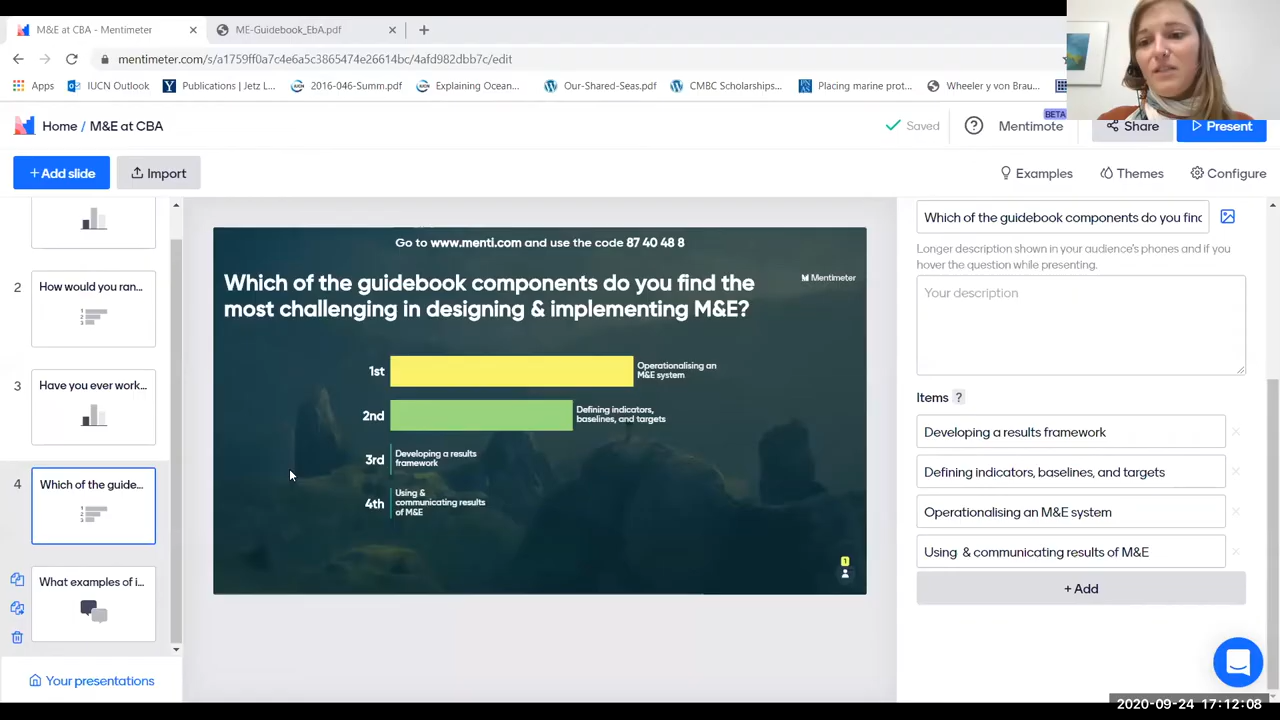 M&E at CBA - Mentimeter
ME-Guidebook_EbA.pdf
mentimeter.com/s/a1759ff0a7c4e6a5c3865474e26614bc/4afd982dbb7c/edit
Apps IUCN Outlook Publications | Jetz L... 2016-046-Summ.pdf Explaining Ocean... Our-Shared-Seas.pdf CMBC Scholarships... Placing marine prot... Wheeler y von Brau...
Home / M&E at CBA
Saved
BETA
Mentimote
Share
Present
+ Add slide
Import
Examples
Themes
Configure
2 How would you ran...
3 Have you ever work...
4 Which of the guide...
What examples of i...
Your presentations
Go to www.menti.com and use the code 87 40 48 8
Which of the guidebook components do you find the
most challenging in designing & implementing M&E?
Mentimeter
1st
Operationalising an
M&E system
2nd
Defining indicators,
baselines, and targets
3rd
Developing a results
framework
4th
Using &
communicating results
of M&E
1
Which of the guidebook components do you find
Longer description shown in your audience's phones and if you
hover the question while presenting.
Your description
Items ?
Developing a results framework
Defining indicators, baselines, and targets
Operationalising an M&E system
Using & communicating results of M&E
+ Add
2020-09-24 17:12:08